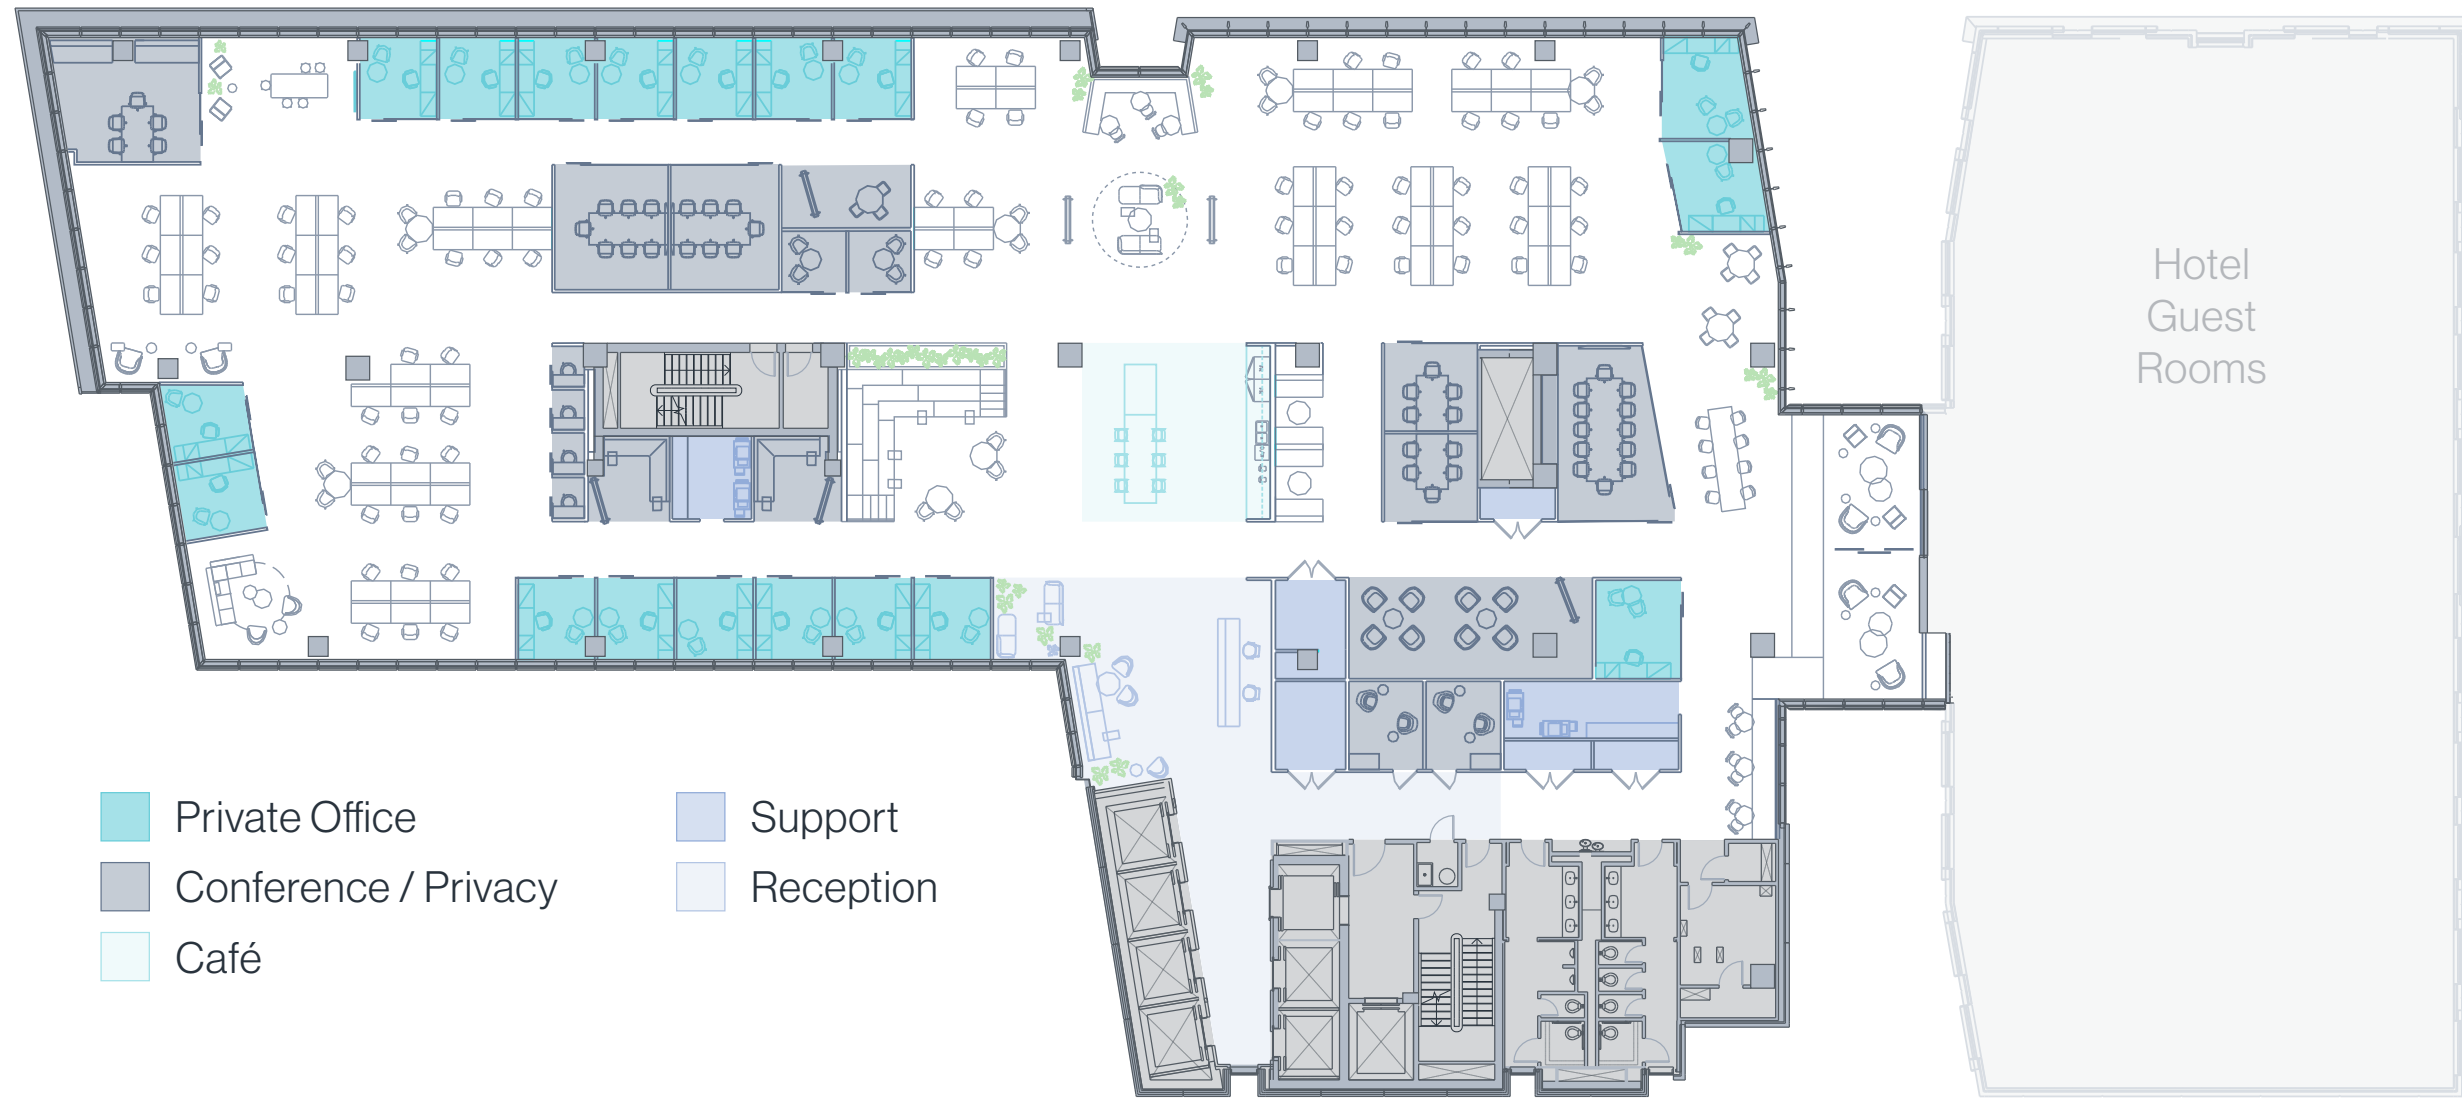 Hotel
Guest
Rooms
Private Office
Conference / Privacy
Café
Support
Reception